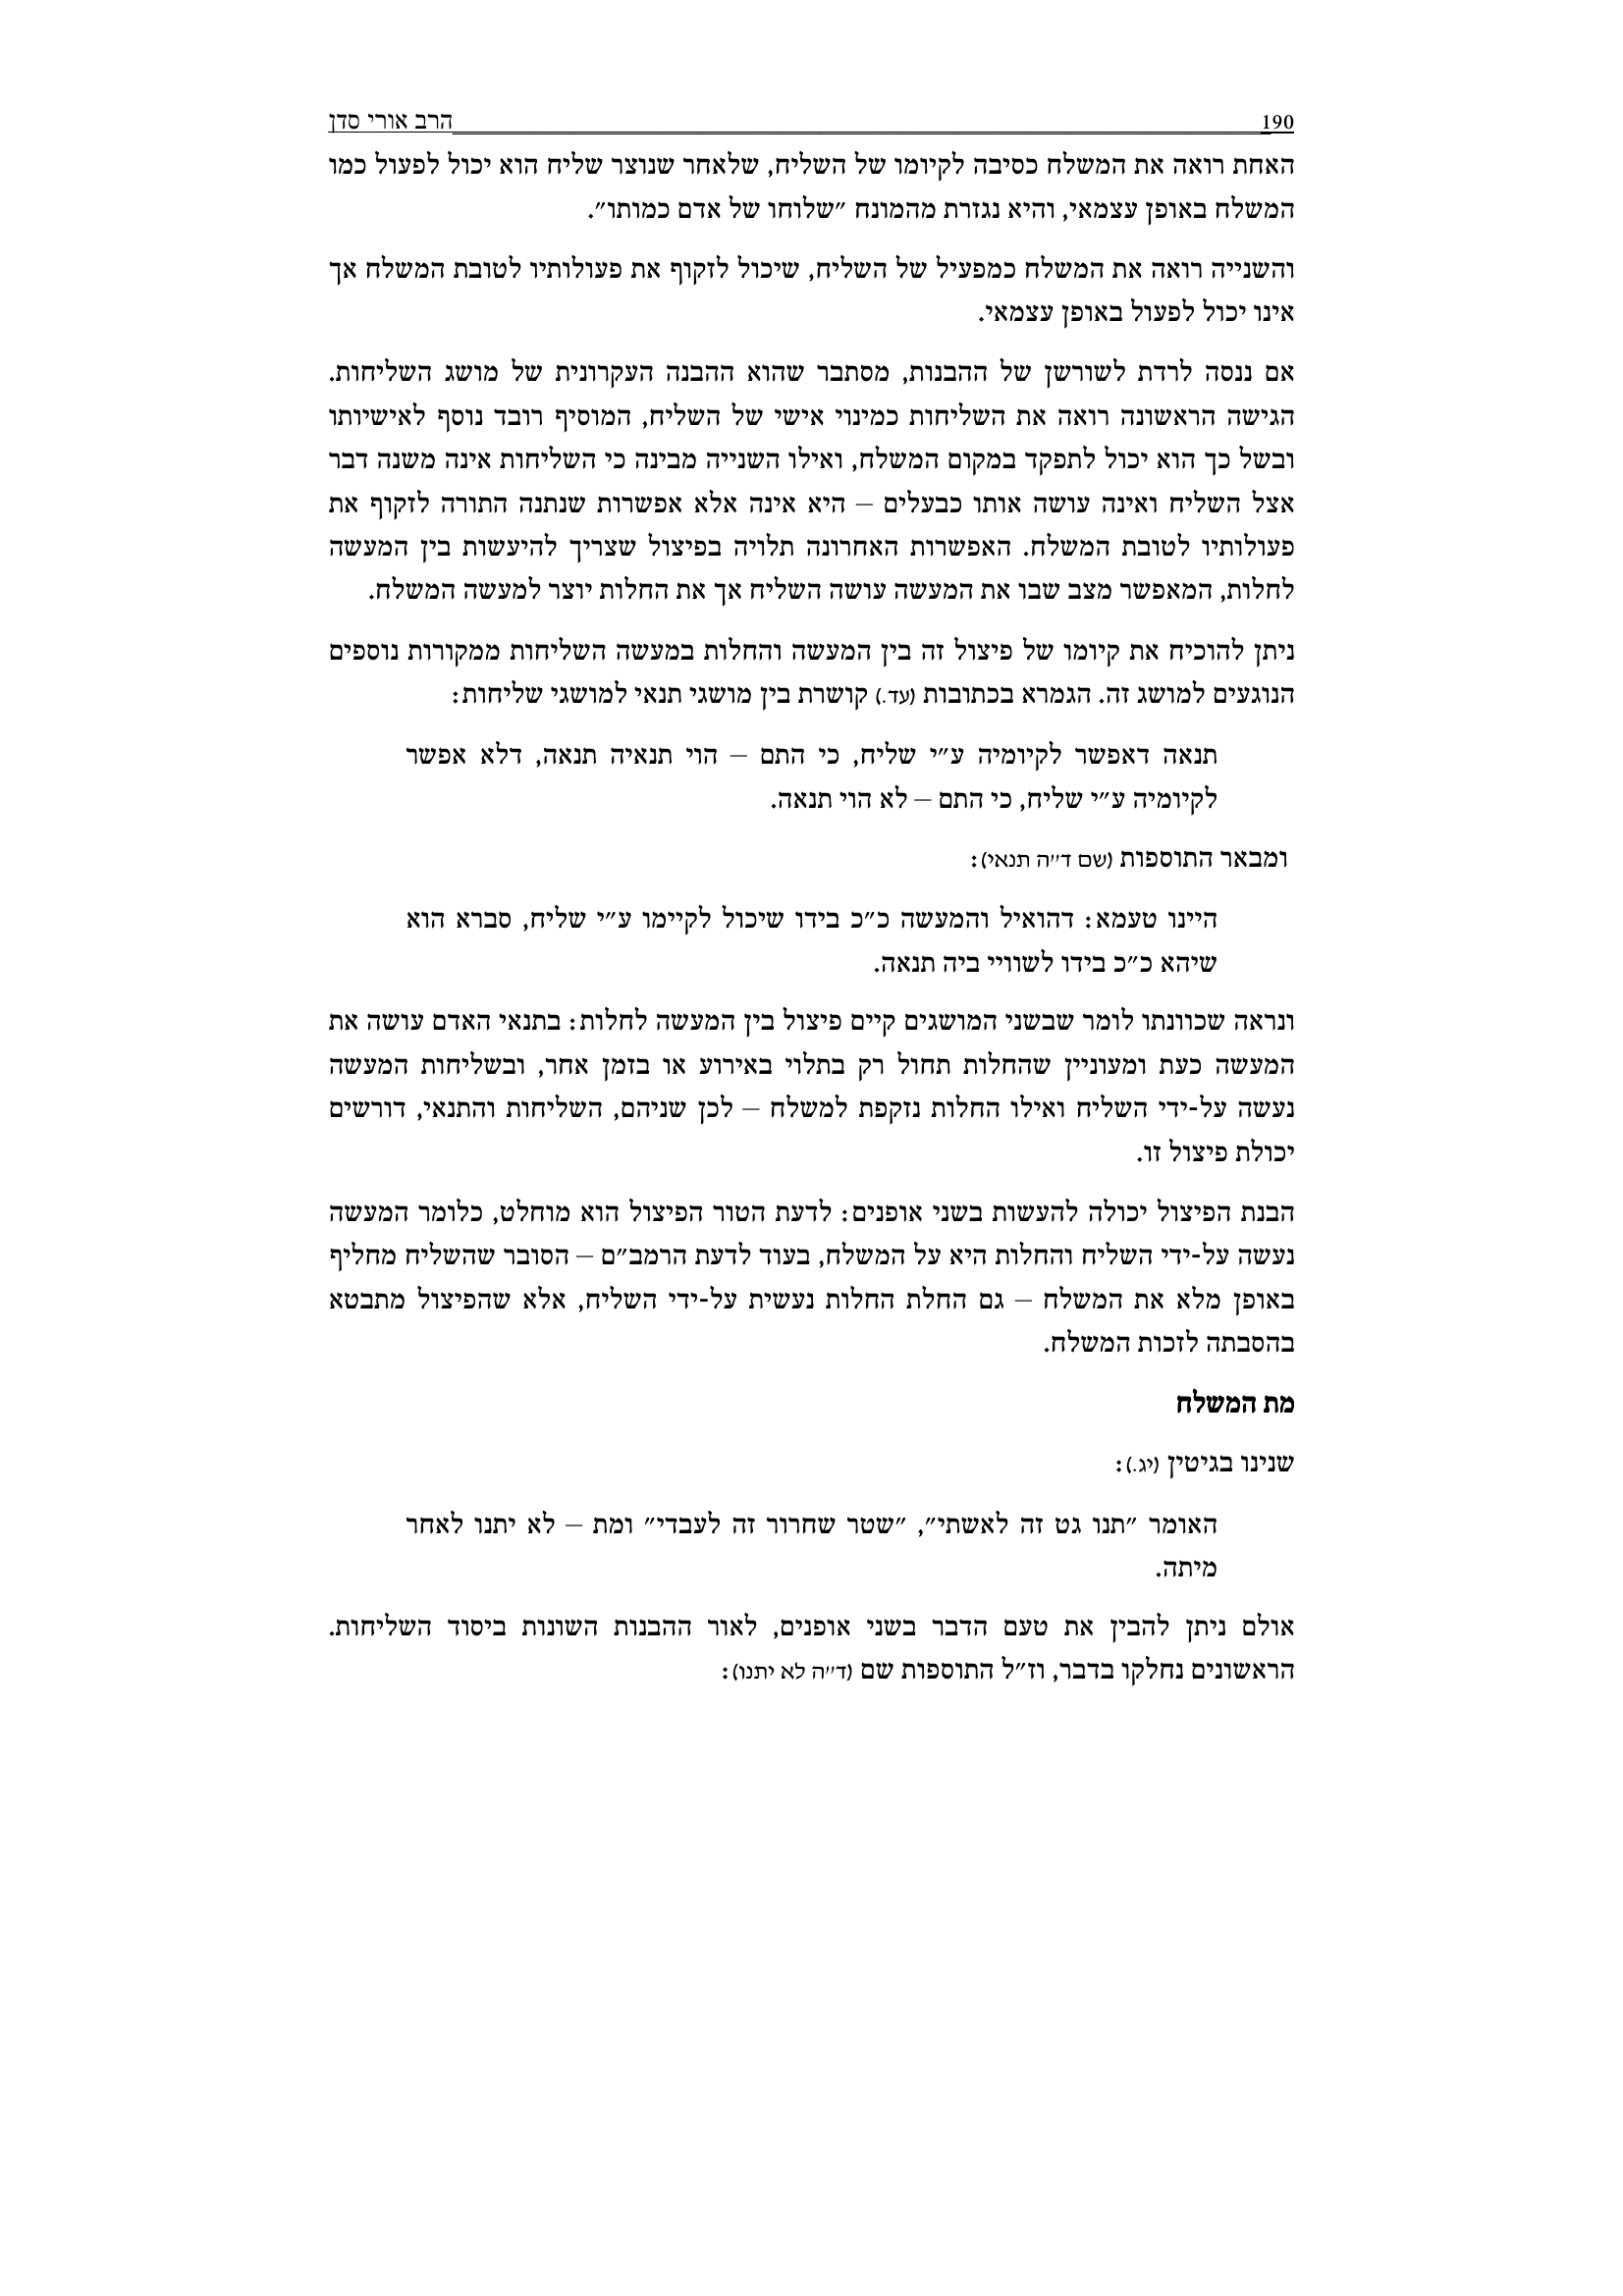 190 הרב אורי סדן
האחת רואה את המשלח כסיבה לקיומו של השליח, שלאחר שנוצר שליח הוא יכול לפעול כמו
המשלח באופן עצמאי, והיא נגזרת מהמונח ״שלוחו של אדם כמותו״.
והשנייה רואה את המשלח כמפעיל של השליח, שיכול לזקוף את פעולותיו לטובת המשלח אך
אינו יכול לפעול באופן עצמאי.
אם ננסה לרדת לשורשן של ההבנות, מסתבר שהוא ההבנה העקרונית של מושג השליחות.
הגישה הראשונה רואה את השליחות כמינוי אישי של השליח, המוסיף רובד נוסף לאישיותו
ובשל כך הוא יכול לתפקד במקום המשלח, ואילו השנייה מבינה כי השליחות אינה משנה דבר
אצל השליח ואינה עושה אותו כבעלים – היא אינה אלא אפשרות שנתנה התורה לזקוף את
פעולותיו לטובת המשלח. האפשרות האחרונה תלויה בפיצול שצריך להיעשות בין המעשה
לחלות, המאפשר מצב שבו את המעשה עושה השליח אך את החלות יוצר למעשה המשלח.
ניתן להוכיח את קיומו של פיצול זה בין המעשה והחלות במעשה השליחות ממקורות נוספים
הנוגעים למושג זה. הגמרא בכתובות (עד.) קושרת בין מושגי תנאי למושגי שליחות:
תנאה דאפשר לקיומיה ע״י שליח, כי התם – הוי תנאיה תנאה, דלא אפשר
לקיומיה ע״י שליח, כי התם – לא הוי תנאה.
ומבאר התוספות (שם ד״ה תנאי):
היינו טעמא: דהואיל והמעשה כ״כ בידו שיכול לקיימו ע״י שליח, סברא הוא
שיהא כ״כ בידו לשוויי ביה תנאה.
ונראה שכוונתו לומר שבשני המושגים קיים פיצול בין המעשה לחלות: בתנאי האדם עושה את
המעשה כעת ומעוניין שהחלות תחול רק בתלוי באירוע או בזמן אחר, ובשליחות המעשה
נעשה על-ידי השליח ואילו החלות נזקפת למשלח – לכן שניהם, השליחות והתנאי, דורשים
יכולת פיצול זו.
הבנת הפיצול יכולה להעשות בשני אופנים: לדעת הטור הפיצול הוא מוחלט, כלומר המעשה
נעשה על-ידי השליח והחלות היא על המשלח, בעוד לדעת הרמב״ם – הסובר שהשליח מחליף
באופן מלא את המשלח – גם החלת החלות נעשית על-ידי השליח, אלא שהפיצול מתבטא
בהסבתה לזכות המשלח.
מת המשלח
שנינו בגיטין (יג.):
האומר ״תנו גט זה לאשתי״, ״שטר שחרור זה לעבדי״ ומת – לא יתנו לאחר
מיתה.
אולם ניתן להבין את טעם הדבר בשני אופנים, לאור ההבנות השונות ביסוד השליחות.
הראשונים נחלקו בדבר, וז״ל התוספות שם (ד״ה לא יתנו):